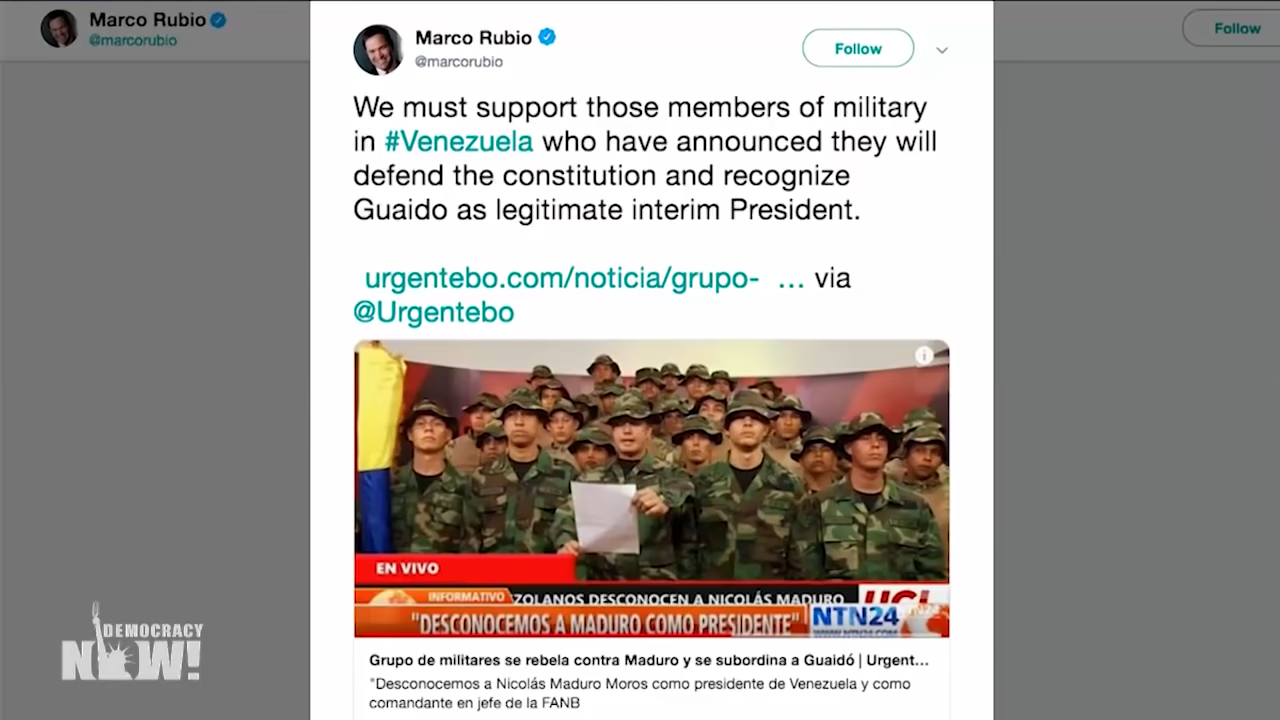 Marco Rubio
@marcorubio
Follow
Marco Rubio
@marcorubio
Follow
We must support those members of military
in #Venezuela who have announced they will
defend the constitution and recognize
Guaido as legitimate interim President.
urgentebo.com/noticia/grupo- ... via
@Urgentebo
EN VIVO
INFORMATIVO
ZOLANOS DESCONOCEN A NICOLÁS MADURO
"DESCONOCEMOS A MADURO COMO PRESIDENTE"
NTN24
WWW.NTN24.COM
Grupo de militares se rebela contra Maduro y se subordina a Guaidó | Urgent...
"Desconocemos a Nicolás Maduro Moros como presidente de Venezuela y como
comandante en jefe de la FANB
DEMOCRACY
NOW!